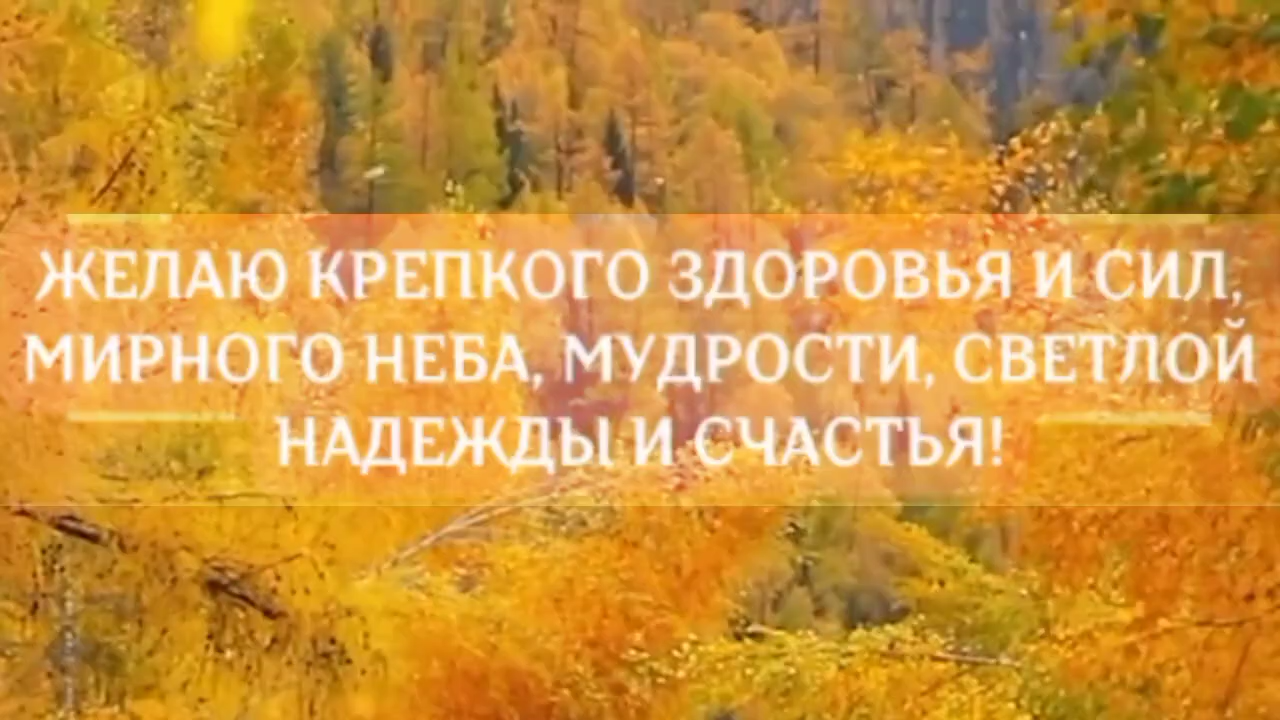 ЖЕЛАЮ КРЕПКОГО ЗДОРОВЬЯ И СИЛ,
МИРНОГО НЕБА, МУДРОСТИ, СВЕТЛОЙ
НАДЕЖДЫ И СЧАСТЬЯ!